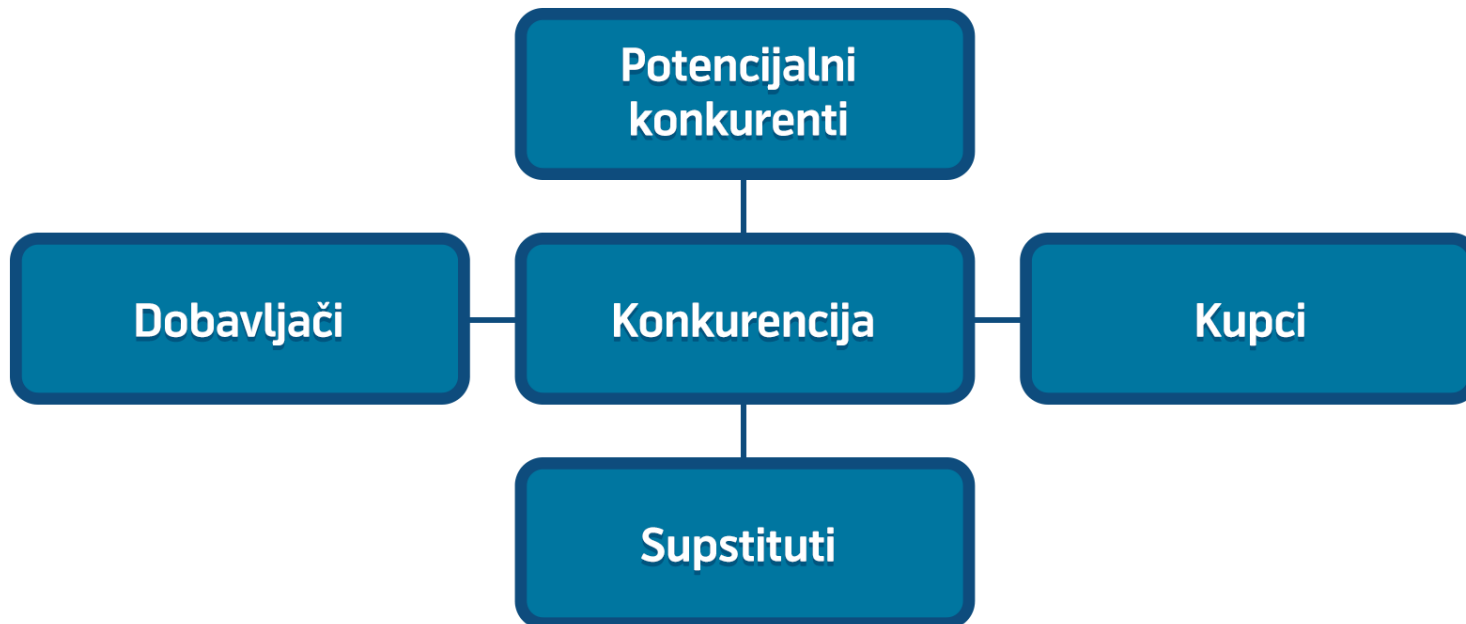 Potencijalni
konkurenti
Dobavljači
Konkurencija
Kupci
Supstituti